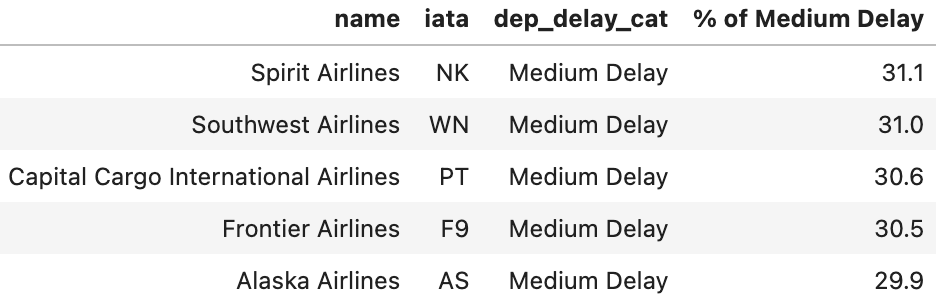 name iata dep_delay_cat % of Medium Delay
Spirit Airlines NK Medium Delay 31.1
Southwest Airlines WN Medium Delay 31.0
Capital Cargo International Airlines PT Medium Delay 30.6
Frontier Airlines F9 Medium Delay 30.5
Alaska Airlines AS Medium Delay 29.9